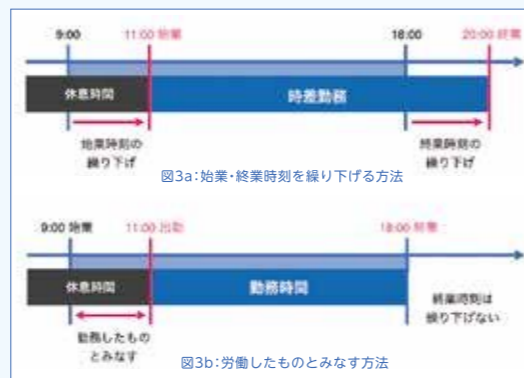 9:00 11:00 始業 18:00 20:00 終業
休息時間 時差勤務
始業時刻の
繰り下げ
終業時刻の
繰り下げ
図3a:始業・終業時刻を繰り下げる方法
9:00 始業 11:00 出勤 18:00 終業
休息時間 勤務時間
勤務したもの
とみなす
終業時刻は
繰り下げない
図3b:労働したものとみなす方法